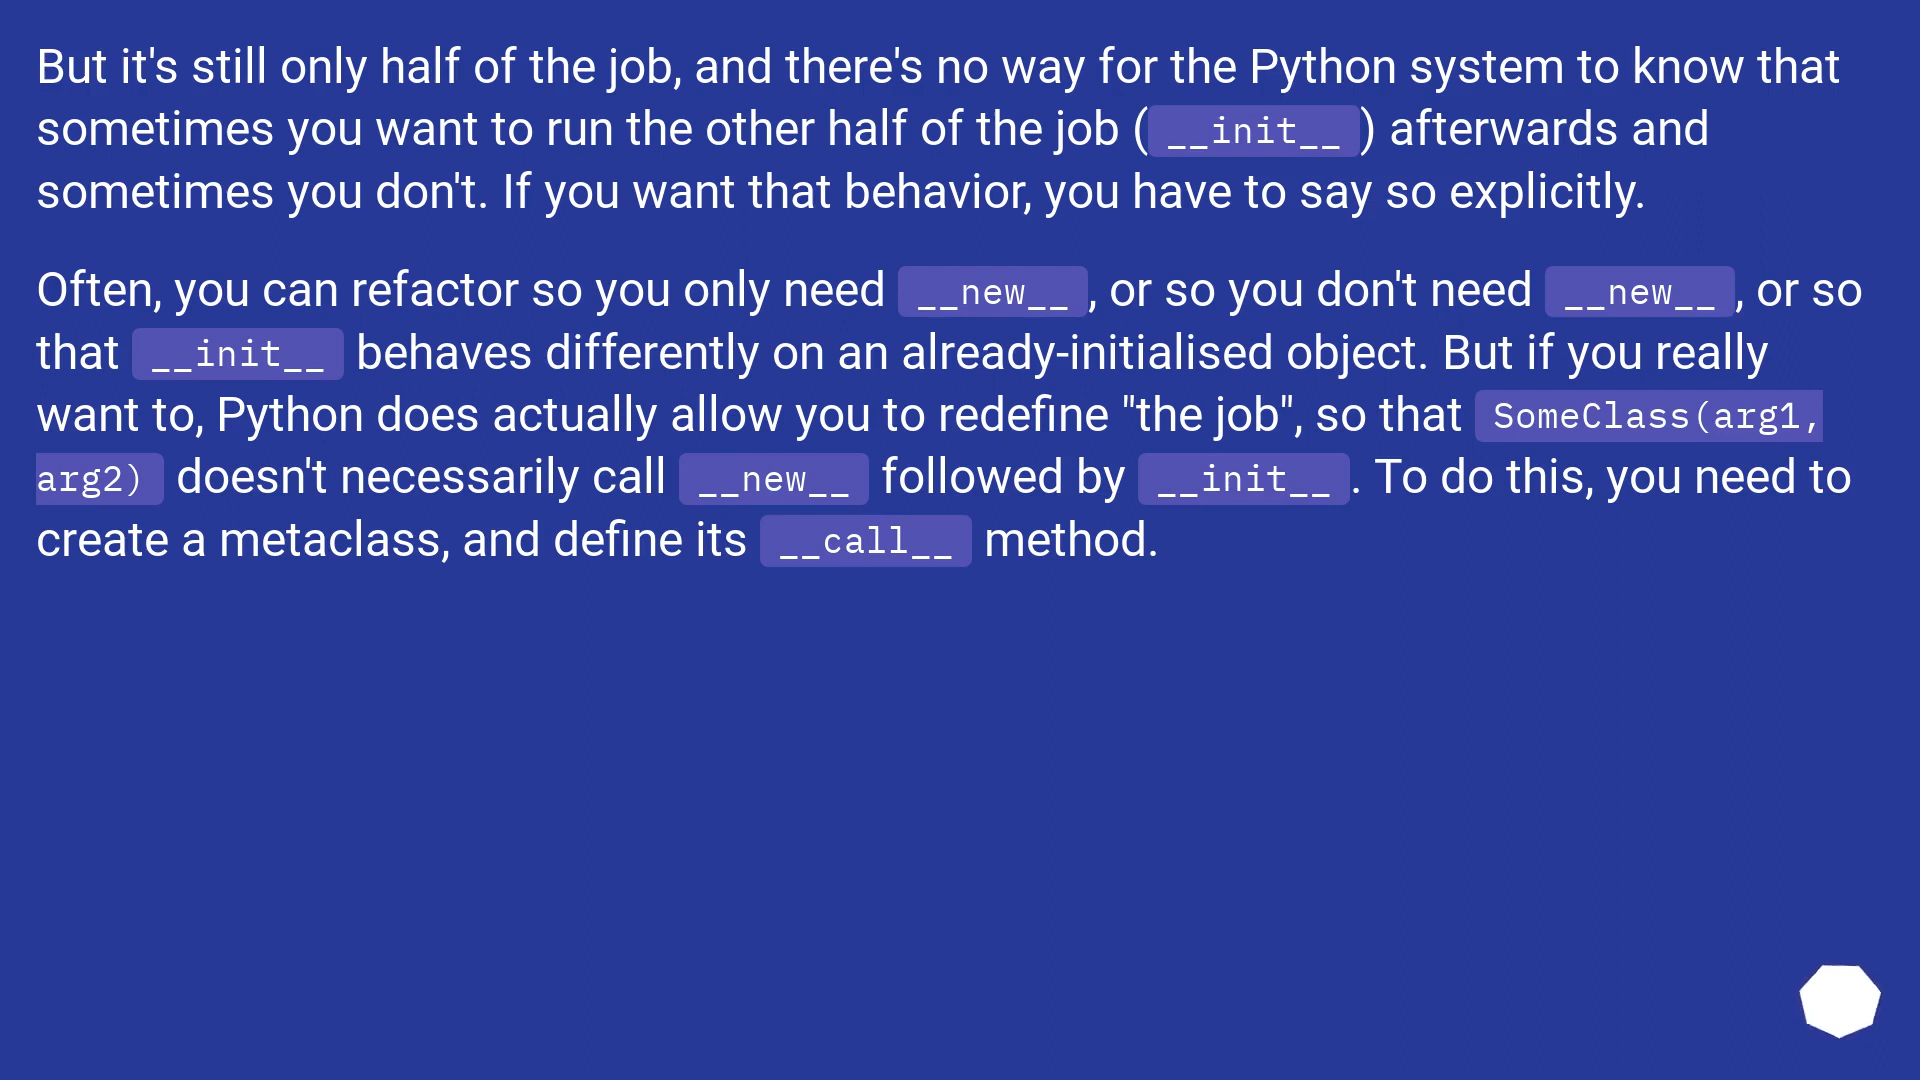 But it's still only half of the job, and there's no way for the Python system to know that
sometimes you want to run the other half of the job (__init__) afterwards and
sometimes you don't. If you want that behavior, you have to say so explicitly.
Often, you can refactor so you only need __new__, or so you don't need __new__, or so
that __init__ behaves differently on an already-initialised object. But if you really
want to, Python does actually allow you to redefine "the job", so that SomeClass(arg1,
arg2) doesn't necessarily call __new__ followed by __init__. To do this, you need to
create a metaclass, and define its __call__ method.